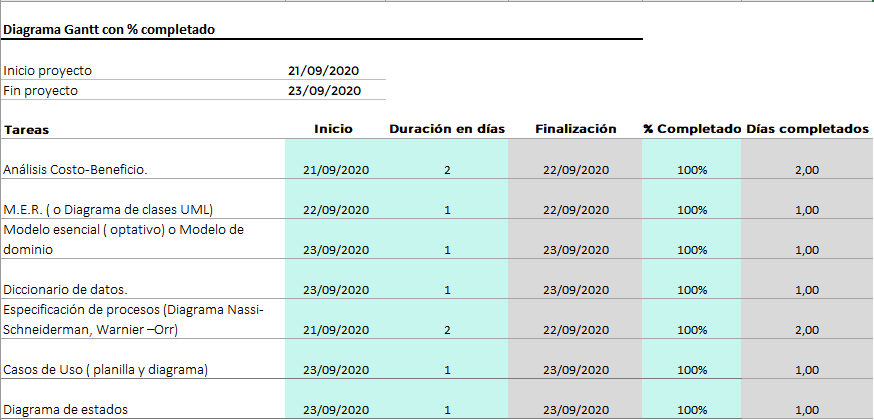 Diagrama Gantt con % completado
Inicio proyecto 21/09/2020
Fin proyecto 23/09/2020
Tareas Inicio Duración en días Finalización % Completado Días completados
Análisis Costo-Beneficio. 21/09/2020 2 22/09/2020 100% 2,00
M.E.R. ( o Diagrama de clases UML) 22/09/2020 1 22/09/2020 100% 1,00
Modelo esencial ( optativo) o Modelo de
dominio 23/09/2020 1 23/09/2020 100% 1,00
Diccionario de datos. 23/09/2020 1 23/09/2020 100% 1,00
Especificación de procesos (Diagrama Nassi-
Schneiderman, Warnier –Orr) 21/09/2020 2 22/09/2020 100% 2,00
Casos de Uso ( planilla y diagrama) 23/09/2020 1 23/09/2020 100% 1,00
Diagrama de estados 23/09/2020 1 23/09/2020 100% 1,00